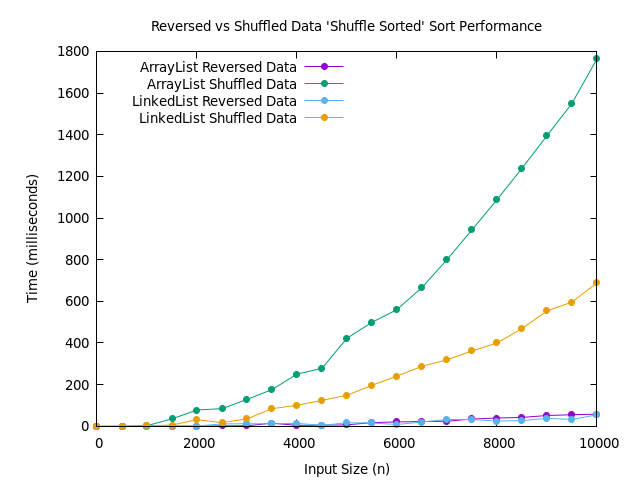 Reversed vs Shuffled Data 'Shuffle Sorted' Sort Performance
ArrayList Reversed Data
ArrayList Shuffled Data
LinkedList Reversed Data
LinkedList Shuffled Data
Time (milliseconds)
1800
1600
1400
1200
1000
800
600
400
200
0
0 2000 4000 6000 8000 10000
Input Size (n)